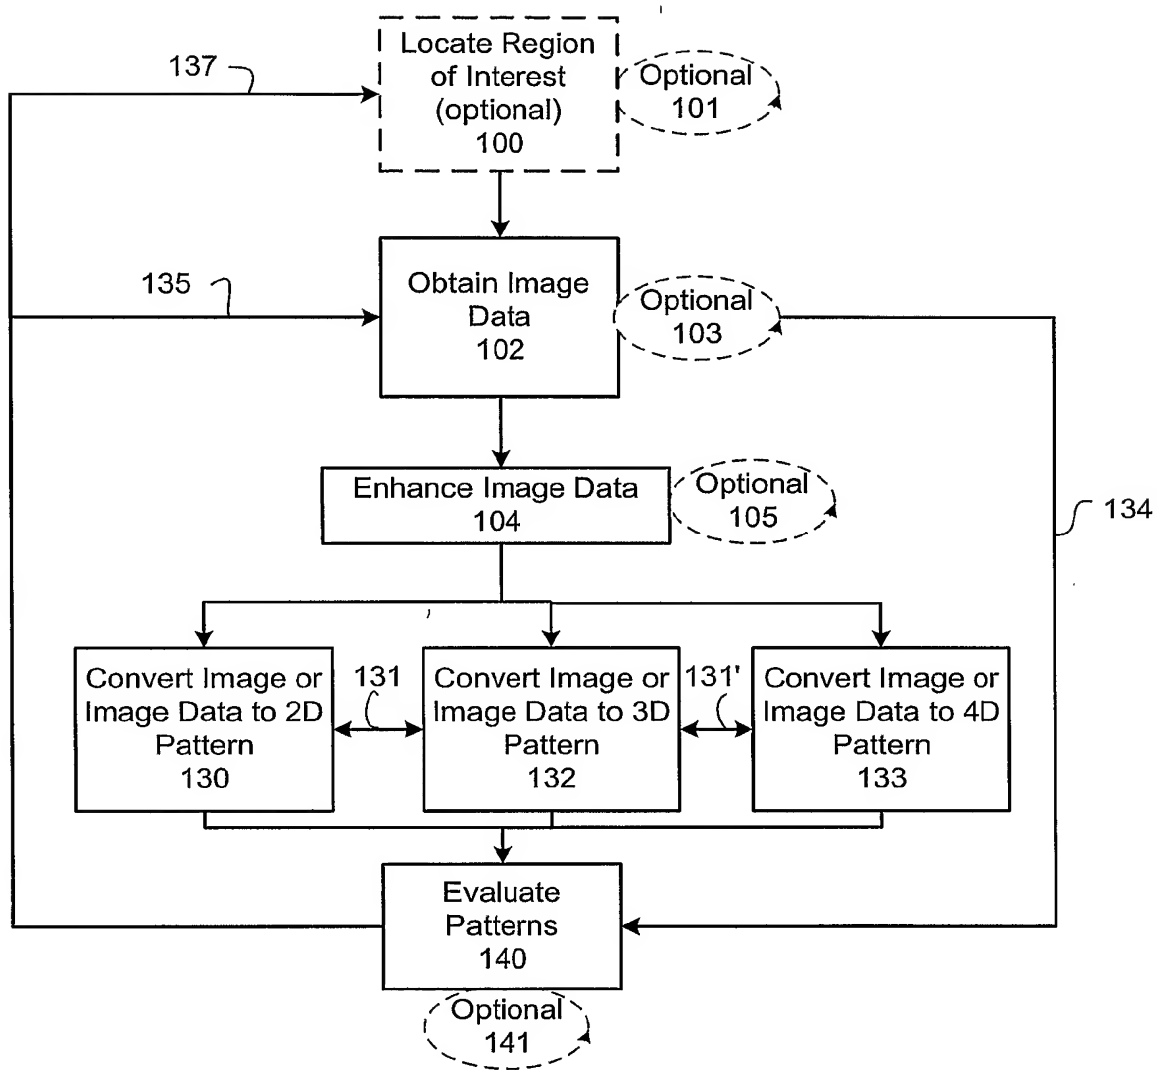 137
Locate Region
of Interest
(optional)
100
Optional
101
135
Obtain Image
Data
102
Optional
103
Enhance Image Data
104
Optional
105
134
Convert Image or
Image Data to 2D
Pattern
130
131
Convert Image or
Image Data to 3D
Pattern
132
131'
Convert Image or
Image Data to 4D
Pattern
133
Evaluate
Patterns
140
Optional
141